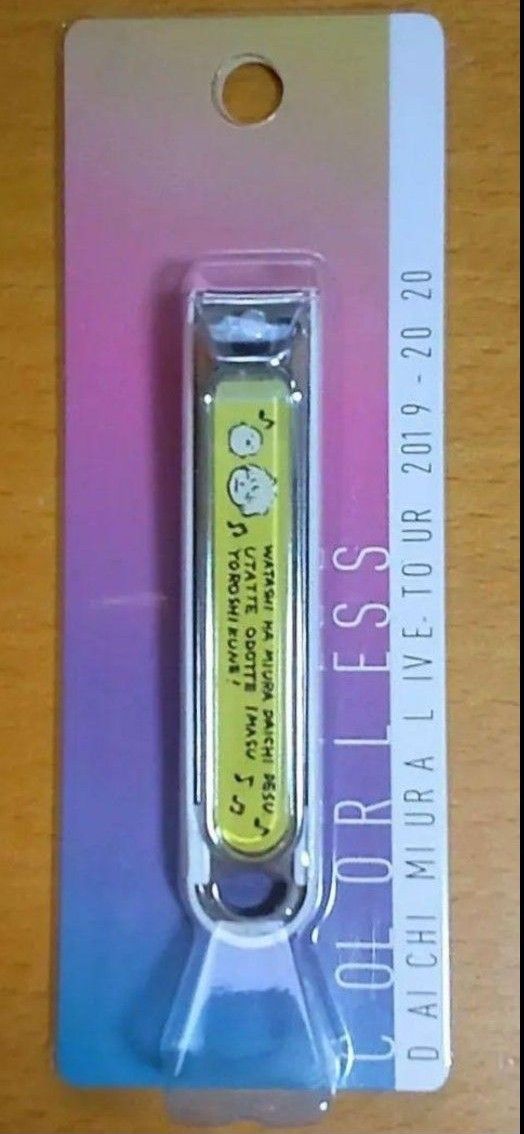 WATASHI HA MIURA DAICHI DESU
UTATTE ODOTTE IMASU
YOROSHIKUNE!
COLORLESS
DAICHI MIURA LIVE TOUR 2019-2020